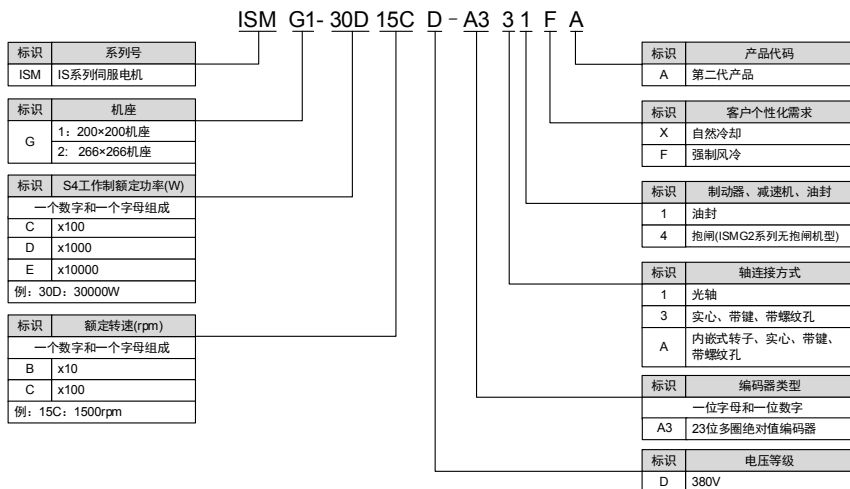 ISM G1- 30D 15C D - A3 3 1 F A
标识 系列号
ISM IS系列伺服电机
标识 机座
G 1：200×200机座
2: 266×266机座
标识 S4工作制额定功率(W)
一个数字和一个字母组成
C x100
D x1000
E x10000
例：30D：30000W
标识 额定转速(rpm)
一个数字和一个字母组成
B x10
C x100
例：15C：1500rpm
标识 产品代码
A 第二代产品
标识 客户个性化需求
X 自然冷却
F 强制风冷
标识 制动器、减速机、油封
1 油封
4 抱闸(ISMG2系列无抱闸机型)
标识 轴连接方式
1 光轴
3 实心、带键、带螺纹孔
A 内嵌式转子、实心、带键、
带螺纹孔
标识 编码器类型
一位字母和一位数字
A3 23位多圈绝对值编码器
标识 电压等级
D 380V